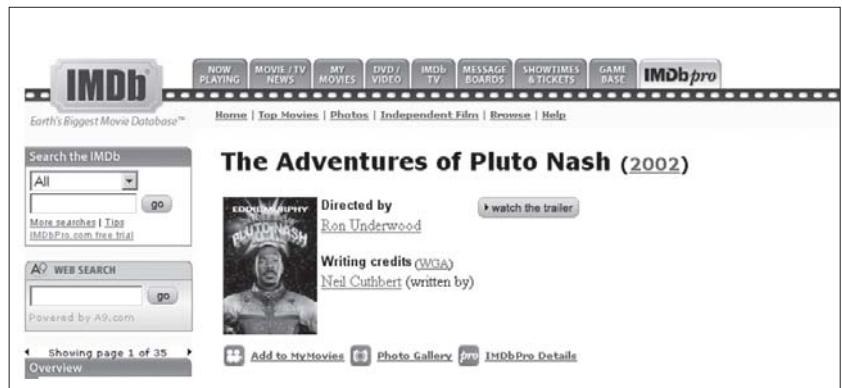 NOW PLAYING
MOVIE / TV NEWS
MY MOVIES
DVD / VIDEO
IMDb TV
MESSAGE BOARDS
SHOWTIMES & TICKETS
GAME BASE
IMDbpro
IMDb
Earth's Biggest Movie Database™
Home | Top Movies | Photos | Independent Film | Browse | Help
Search the IMDb
All
go
More searches | Tips
IMDbPro.com free trial
A9 WEB SEARCH
go
Powered by A9.com
Showing page 1 of 35
Overview
The Adventures of Pluto Nash (2002)
EDDIE MURPHY
PLUTO NASH
Directed by
Ron Underwood
watch the trailer
Writing credits (WGA)
Neil Cuthbert (written by)
Add to MyMovies
Photo Gallery
pro IMDbPro Details